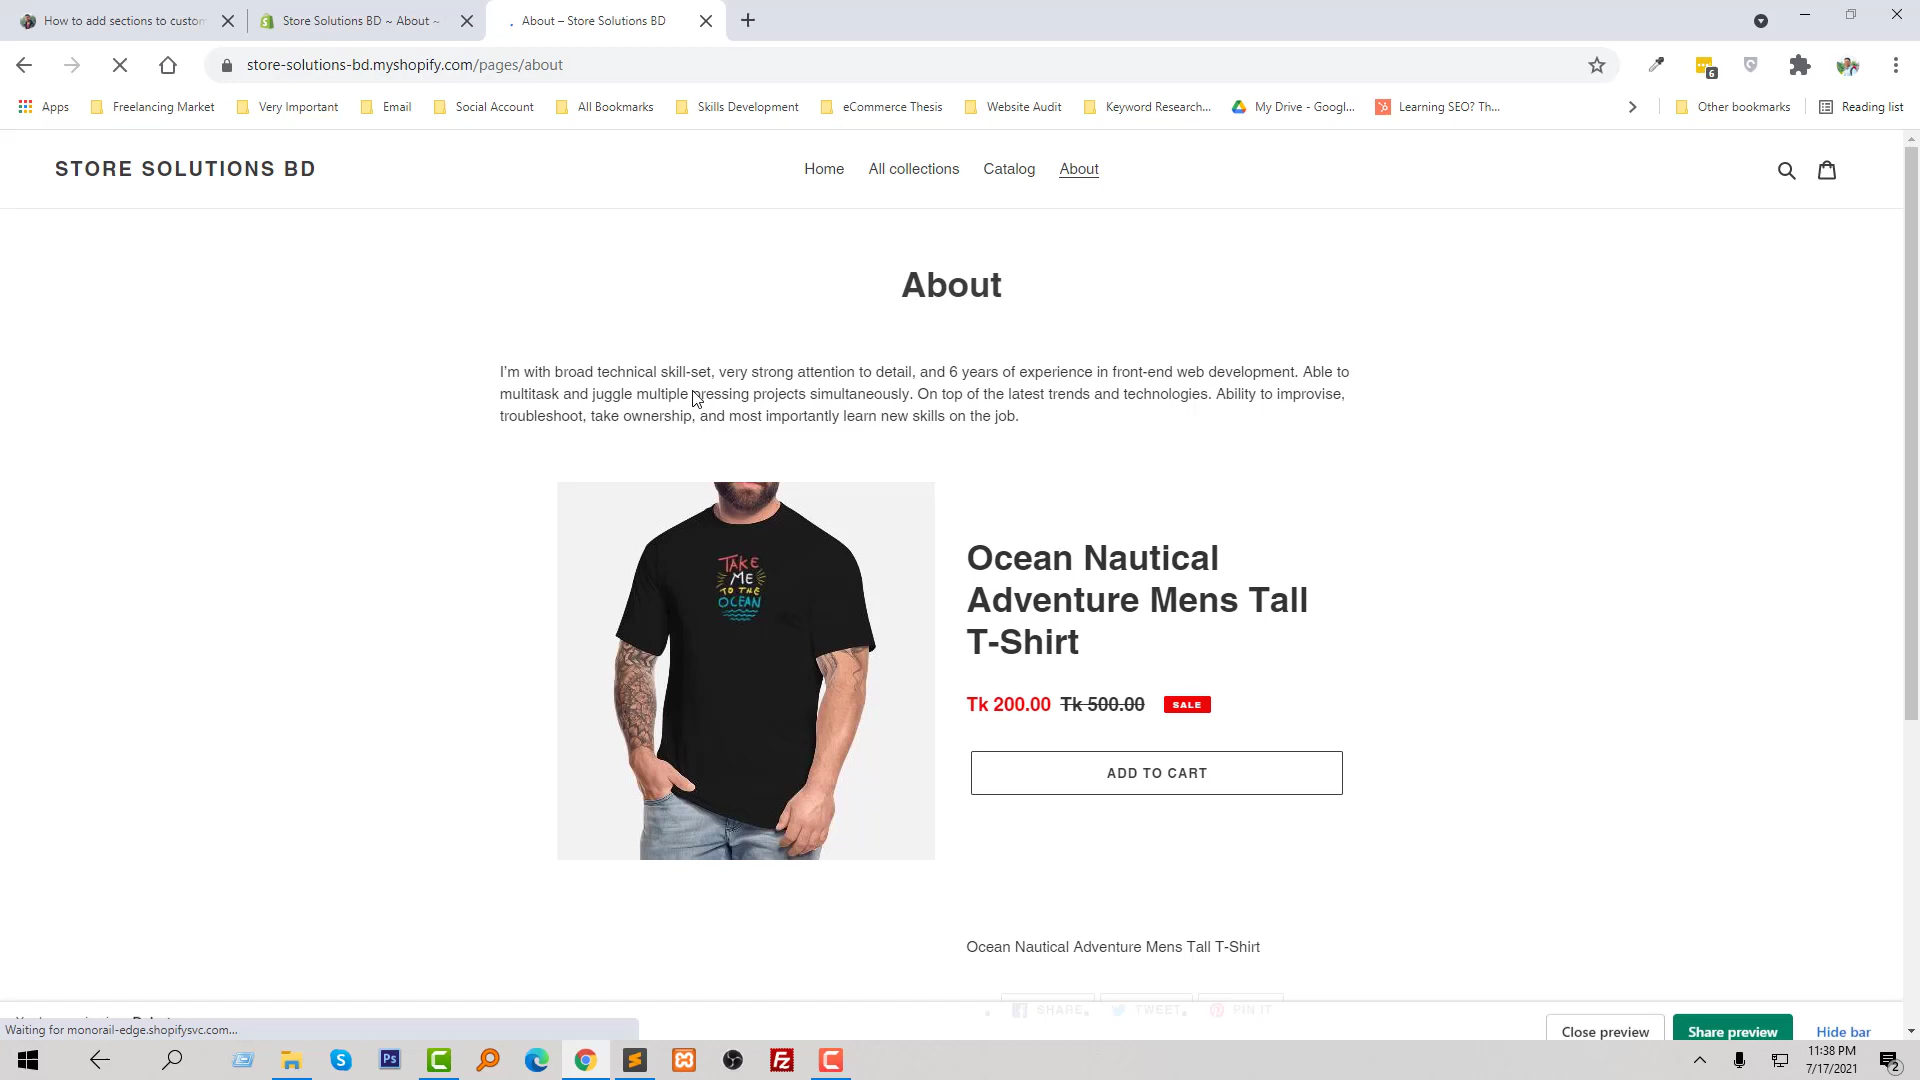 How to add sections to custom
Store Solutions BD ~ About ~
About – Store Solutions BD
store-solutions-bd.myshopify.com/pages/about
6
Apps
Freelancing Market
Very Important
Email
Social Account
All Bookmarks
Skills Development
eCommerce Thesis
Website Audit
Keyword Research...
My Drive - Googl...
Learning SEO? Th...
Other bookmarks
Reading list
STORE SOLUTIONS BD
Home
All collections
Catalog
About
About
I'm with broad technical skill-set, very strong attention to detail, and 6 years of experience in front-end web development. Able to
multitask and juggle multiple pressing projects simultaneously. On top of the latest trends and technologies. Ability to improvise,
troubleshoot, take ownership, and most importantly learn new skills on the job.
TAKE
ME
TO THE
OCEAN
Ocean Nautical
Adventure Mens Tall
T-Shirt
Tk 200.00 Tk 500.00 SALE
ADD TO CART
Ocean Nautical Adventure Mens Tall T-Shirt
SHARE
TWEET
PIN IT
Close preview
Share preview
Hide bar
Waiting for monorail-edge.shopifysvc.com...
Ps
11:38 PM
7/17/2021
2